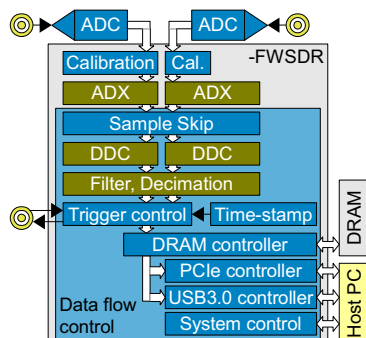 ADC
ADC
-FWSDR
Calibration
Cal.
ADX
ADX
Sample Skip
DDC
DDC
Filter, Decimation
Trigger control
Time-stamp
DRAM controller
DRAM
PCIe controller
USB3.0 controller
System control
Host PC
Data flow
control